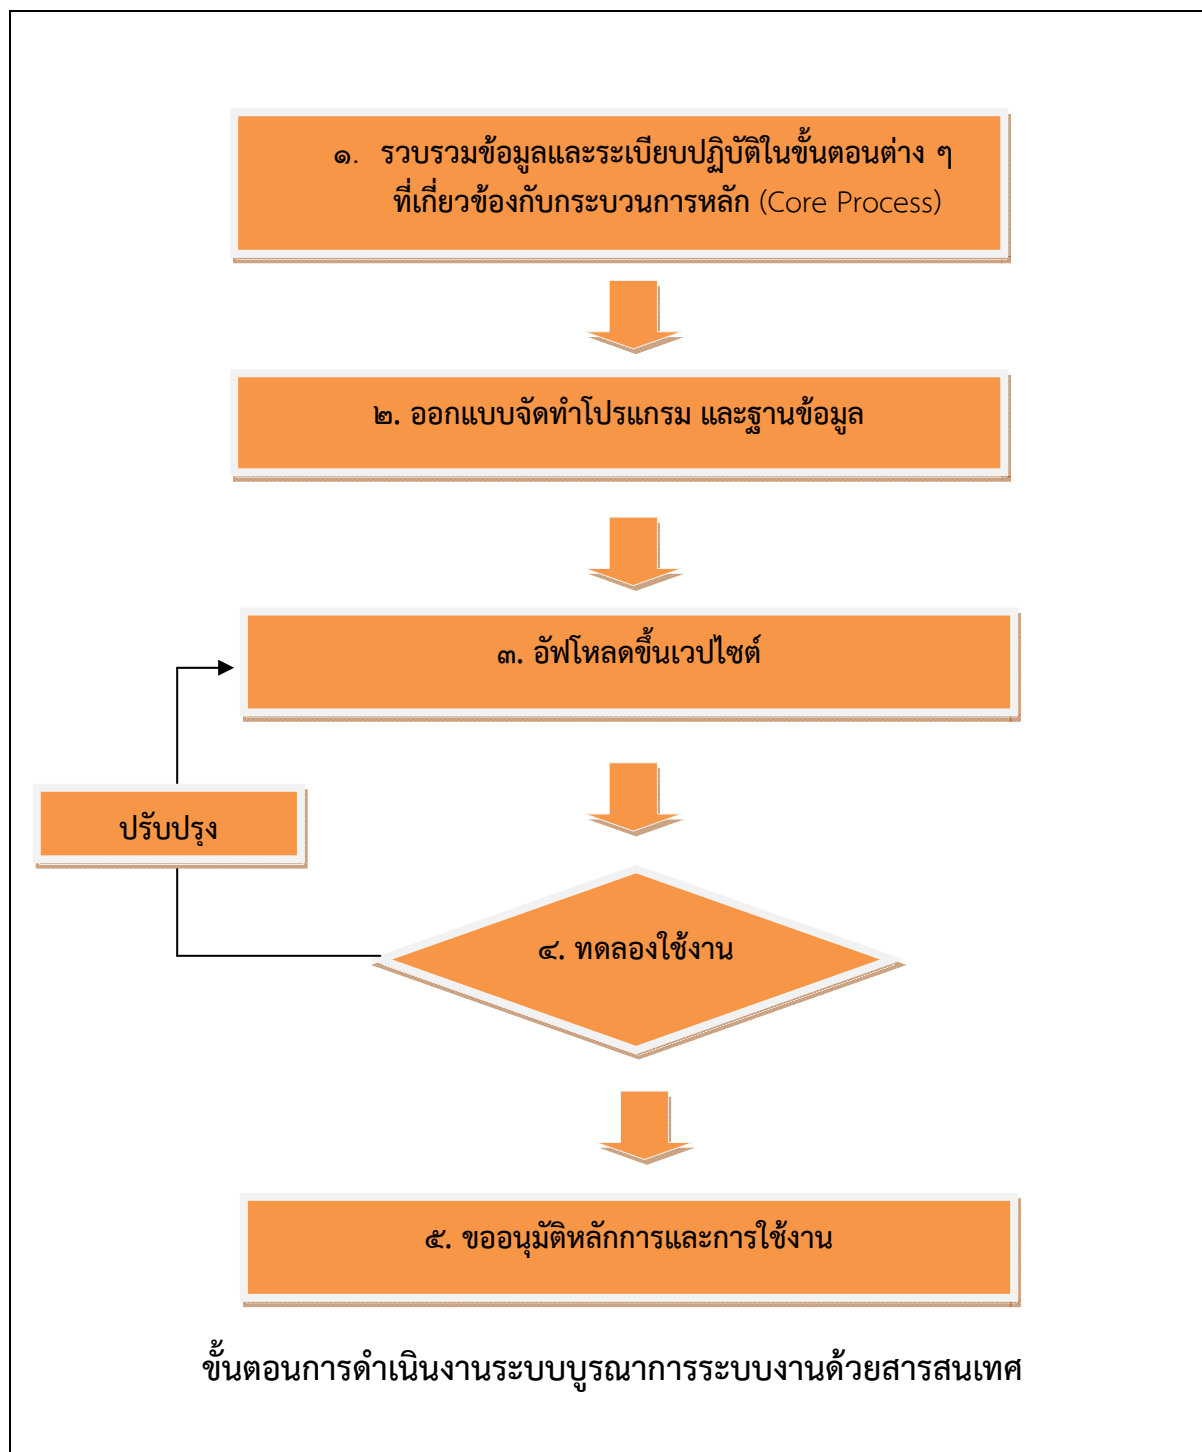 ๑. รวบรวมข้อมูลและระเบียบปฏิบัติในขั้นตอนต่าง ๆ
ที่เกี่ยวข้องกับกระบวนการหลัก (Core Process)
๒. ออกแบบจัดทำโปรแกรม และฐานข้อมูล
๓. อัฟโหลดขึ้นเวปไซต์
ปรับปรุง
๔. ทดลองใช้งาน
๕. ขออนุมัติหลักการและการใช้งาน
ขั้นตอนการดำเนินงานระบบบูรณาการระบบงานด้วยสารสนเทศ